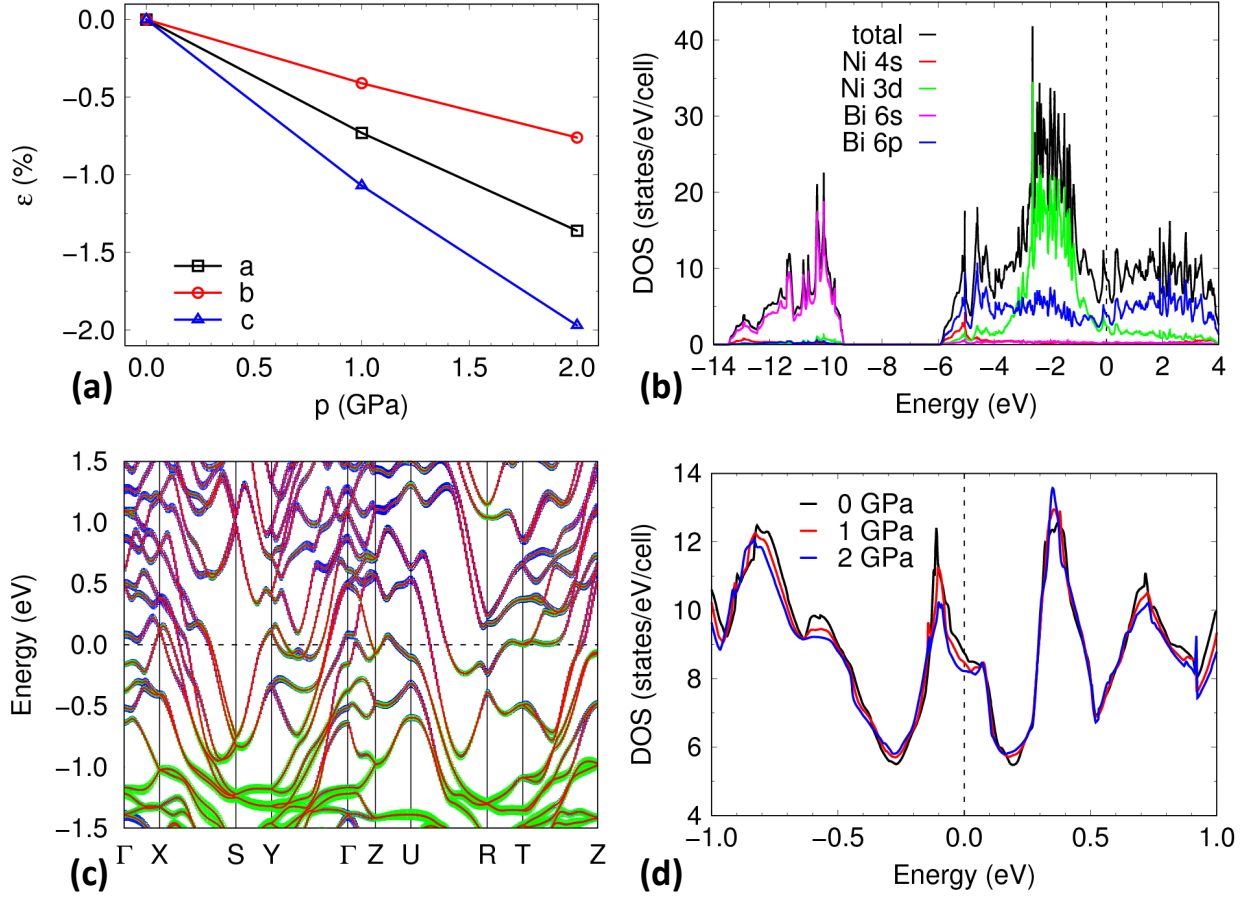 0.0
−0.5
−1.0
−1.5
−2.0
ε (%)
a
b
c
0.0 0.5 1.0 1.5 2.0
p (GPa)
(a)
40
30
20
10
0
DOS (states/eV/cell)
total
Ni 4s
Ni 3d
Bi 6s
Bi 6p
−14 −12 −10 −8 −6 −4 −2 0 2 4
Energy (eV)
(b)
1.5
1.0
0.5
0.0
−0.5
−1.0
−1.5
Energy (eV)
Γ X S Y Γ Z U R T Z
(c)
14
12
10
8
6
4
DOS (states/eV/cell)
0 GPa
1 GPa
2 GPa
−1.0 −0.5 0.0 0.5 1.0
Energy (eV)
(d)